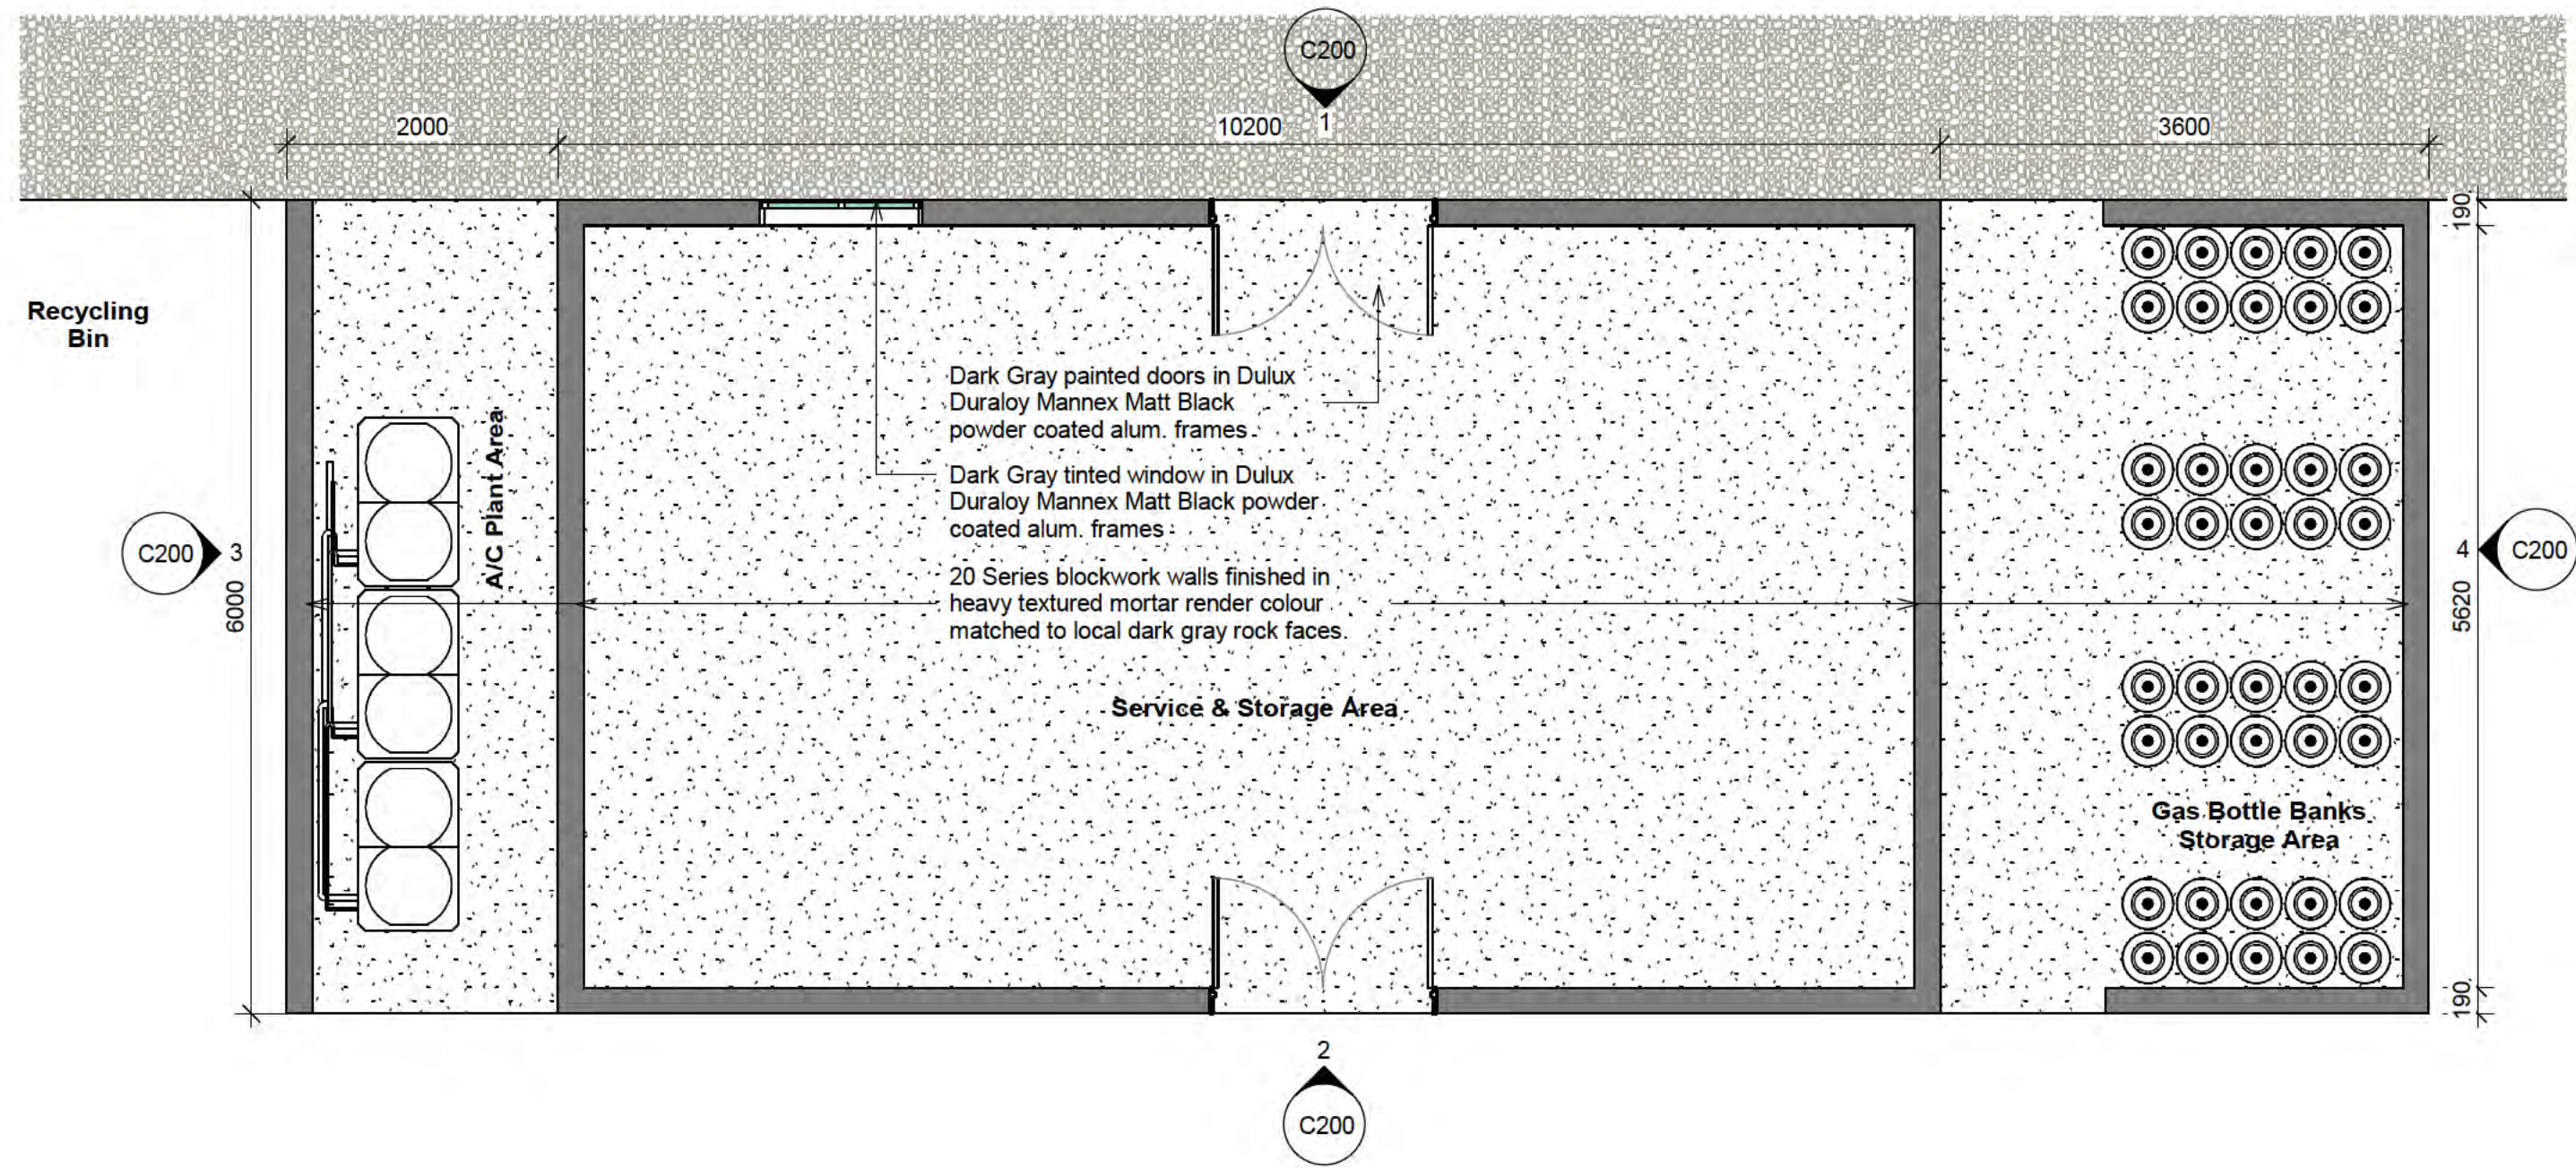 C200
1
2000
10200
3600
190
Recycling
Bin
A/C Plant Area
Dark Gray painted doors in Dulux
Duraloy Mannex Matt Black
powder coated alum. frames
Dark Gray tinted window in Dulux
Duraloy Mannex Matt Black powder
coated alum. frames
20 Series blockwork walls finished in
heavy textured mortar render colour
matched to local dark gray rock faces.
C200
3
6000
4
C200
5620
Service & Storage Area
Gas Bottle Banks
Storage Area
190
2
C200